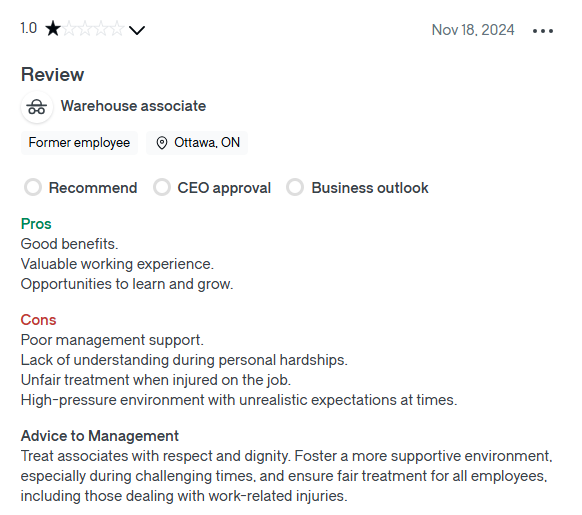 1.0
Nov 18, 2024
Review
Warehouse associate
Former employee
Ottawa, ON
Recommend
CEO approval
Business outlook
Pros
Good benefits.
Valuable working experience.
Opportunities to learn and grow.
Cons
Poor management support.
Lack of understanding during personal hardships.
Unfair treatment when injured on the job.
High-pressure environment with unrealistic expectations at times.
Advice to Management
Treat associates with respect and dignity. Foster a more supportive environment,
especially during challenging times, and ensure fair treatment for all employees,
including those dealing with work-related injuries.